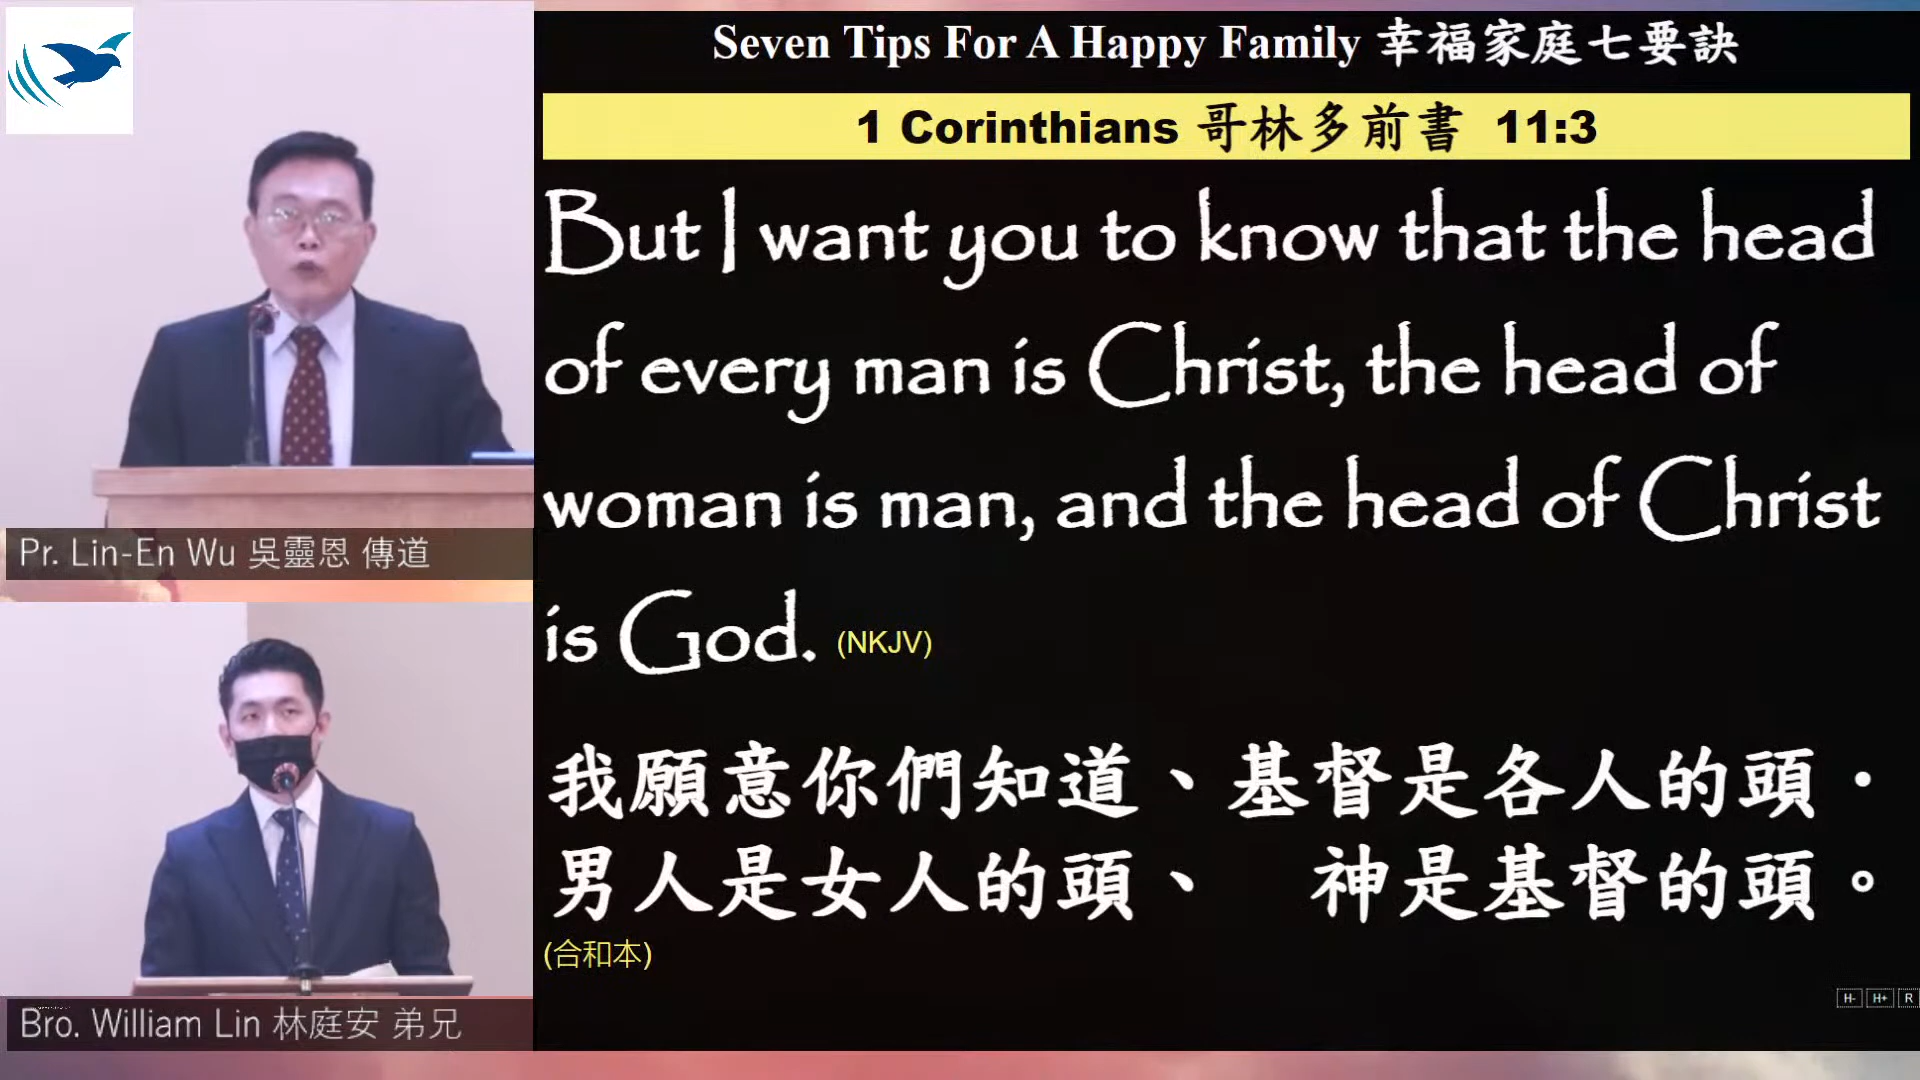 Seven Tips For A Happy Family 幸福家庭七要訣
1 Corinthians 哥林多前書 11:3
But I want you to know that the head
of every man is Christ, the head of
woman is man, and the head of Christ
is God. (NKJV)
我願意你們知道、基督是各人的頭．
男人是女人的頭、 神是基督的頭。
(合和本)
Pr. Lin-En Wu 吳靈恩 傳道
Bro. William Lin 林庭安 弟兄
H- H+ R